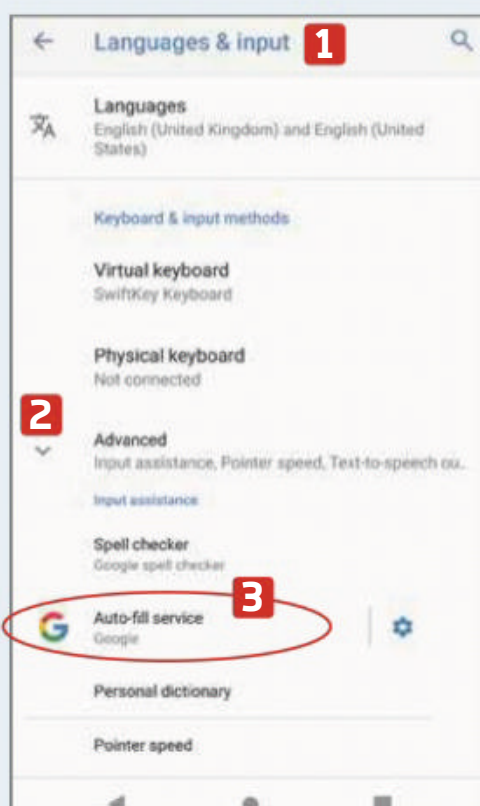 Languages & input 1
Languages
English (United Kingdom) and English (United
States)
Keyboard & input methods
Virtual keyboard
SwiftKey Keyboard
Physical keyboard
Not connected
2
Advanced
Input assistance, Pointer speed, Text-to-speech ou..
Input assistance
Spell checker
Google spell checker
3
Auto-fill service
Google
Personal dictionary
Pointer speed